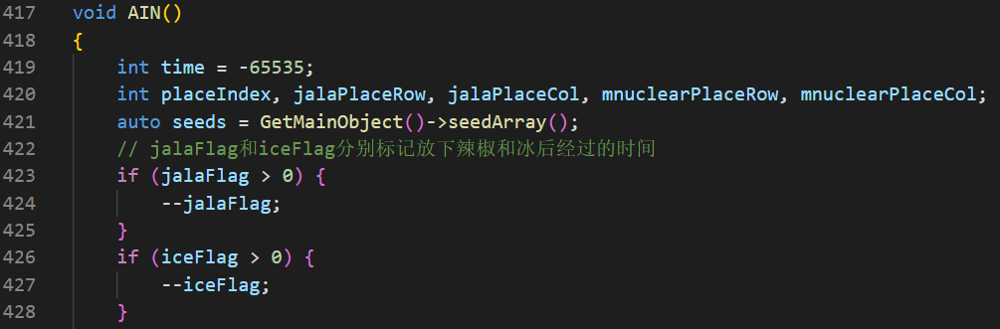 417 void AIN()
418 {
419     int time = -65535;
420     int placeIndex, jalaPlaceRow, jalaPlaceCol, mnuclearPlaceRow, mnuclearPlaceCol;
421     auto seeds = GetMainObject()->seedArray();
422     // jalaFlag和iceFlag分别标记放下辣椒和冰后经过的时间
423     if (jalaFlag > 0) {
424         --jalaFlag;
425     }
426     if (iceFlag > 0) {
427         --iceFlag;
428     }